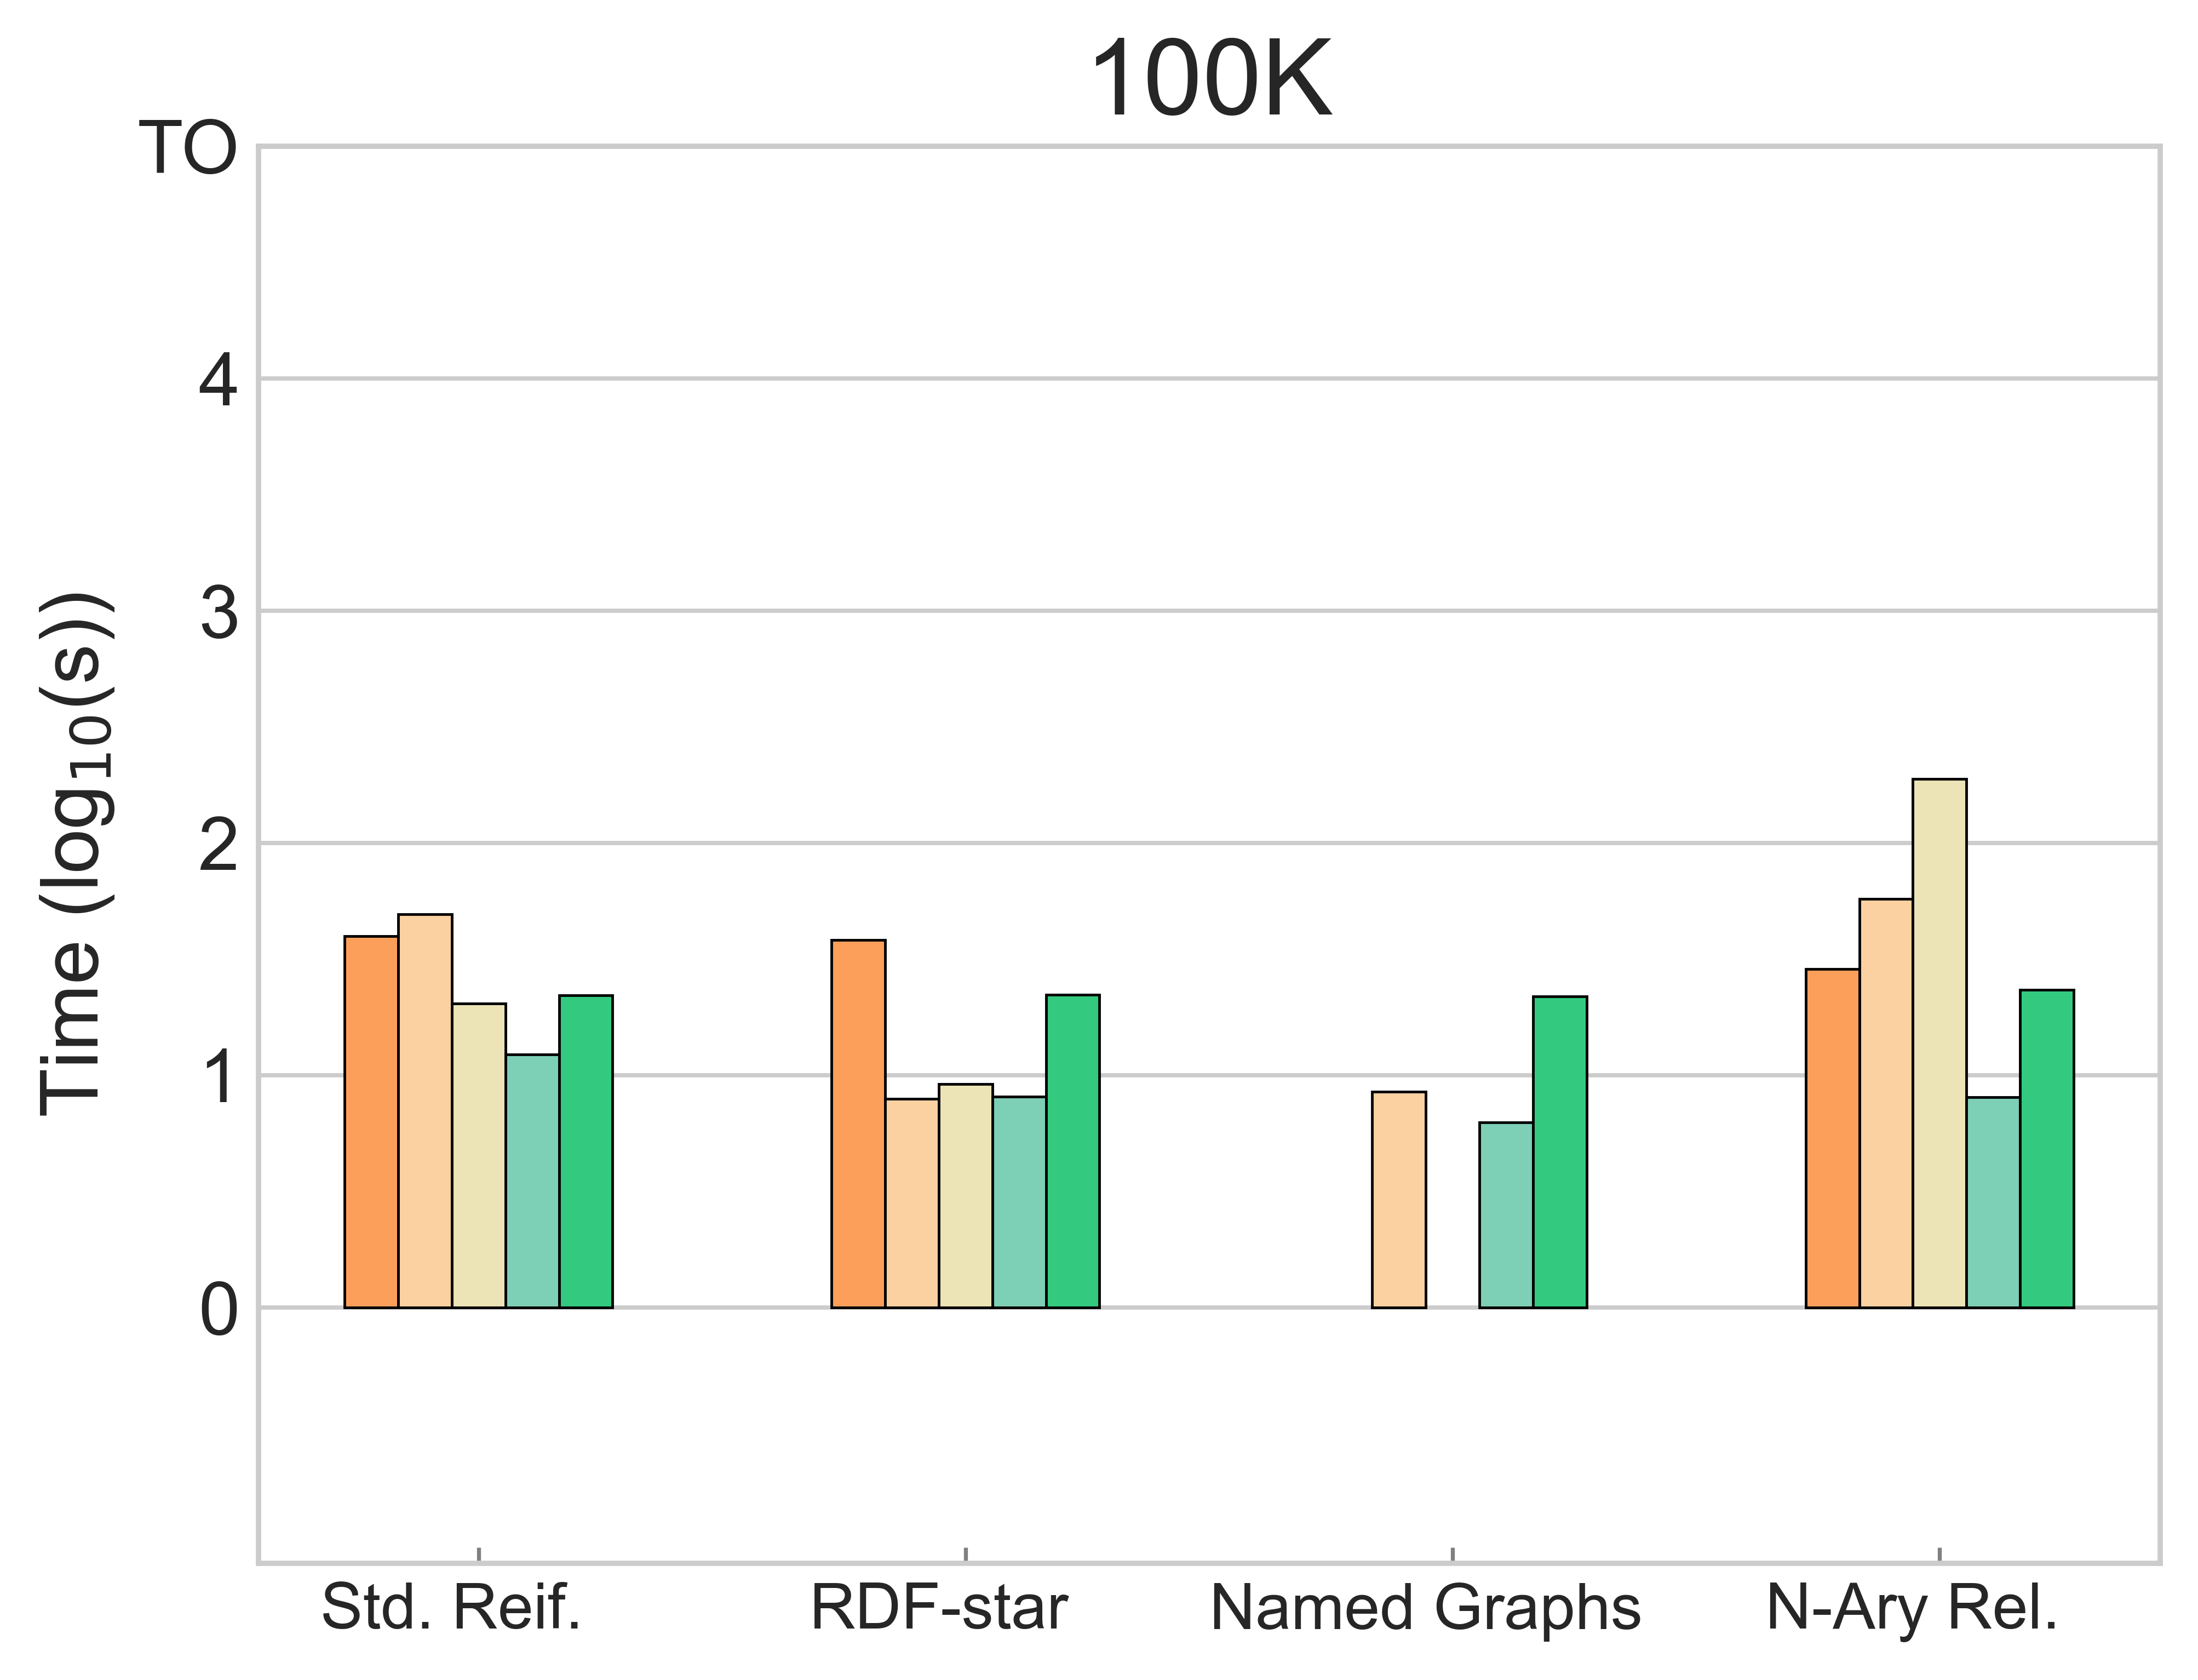 100K
TO
4
3
2
1
0
Time (log₁₀(s))
Std. Reif.
RDF-star
Named Graphs
N-Ary Rel.